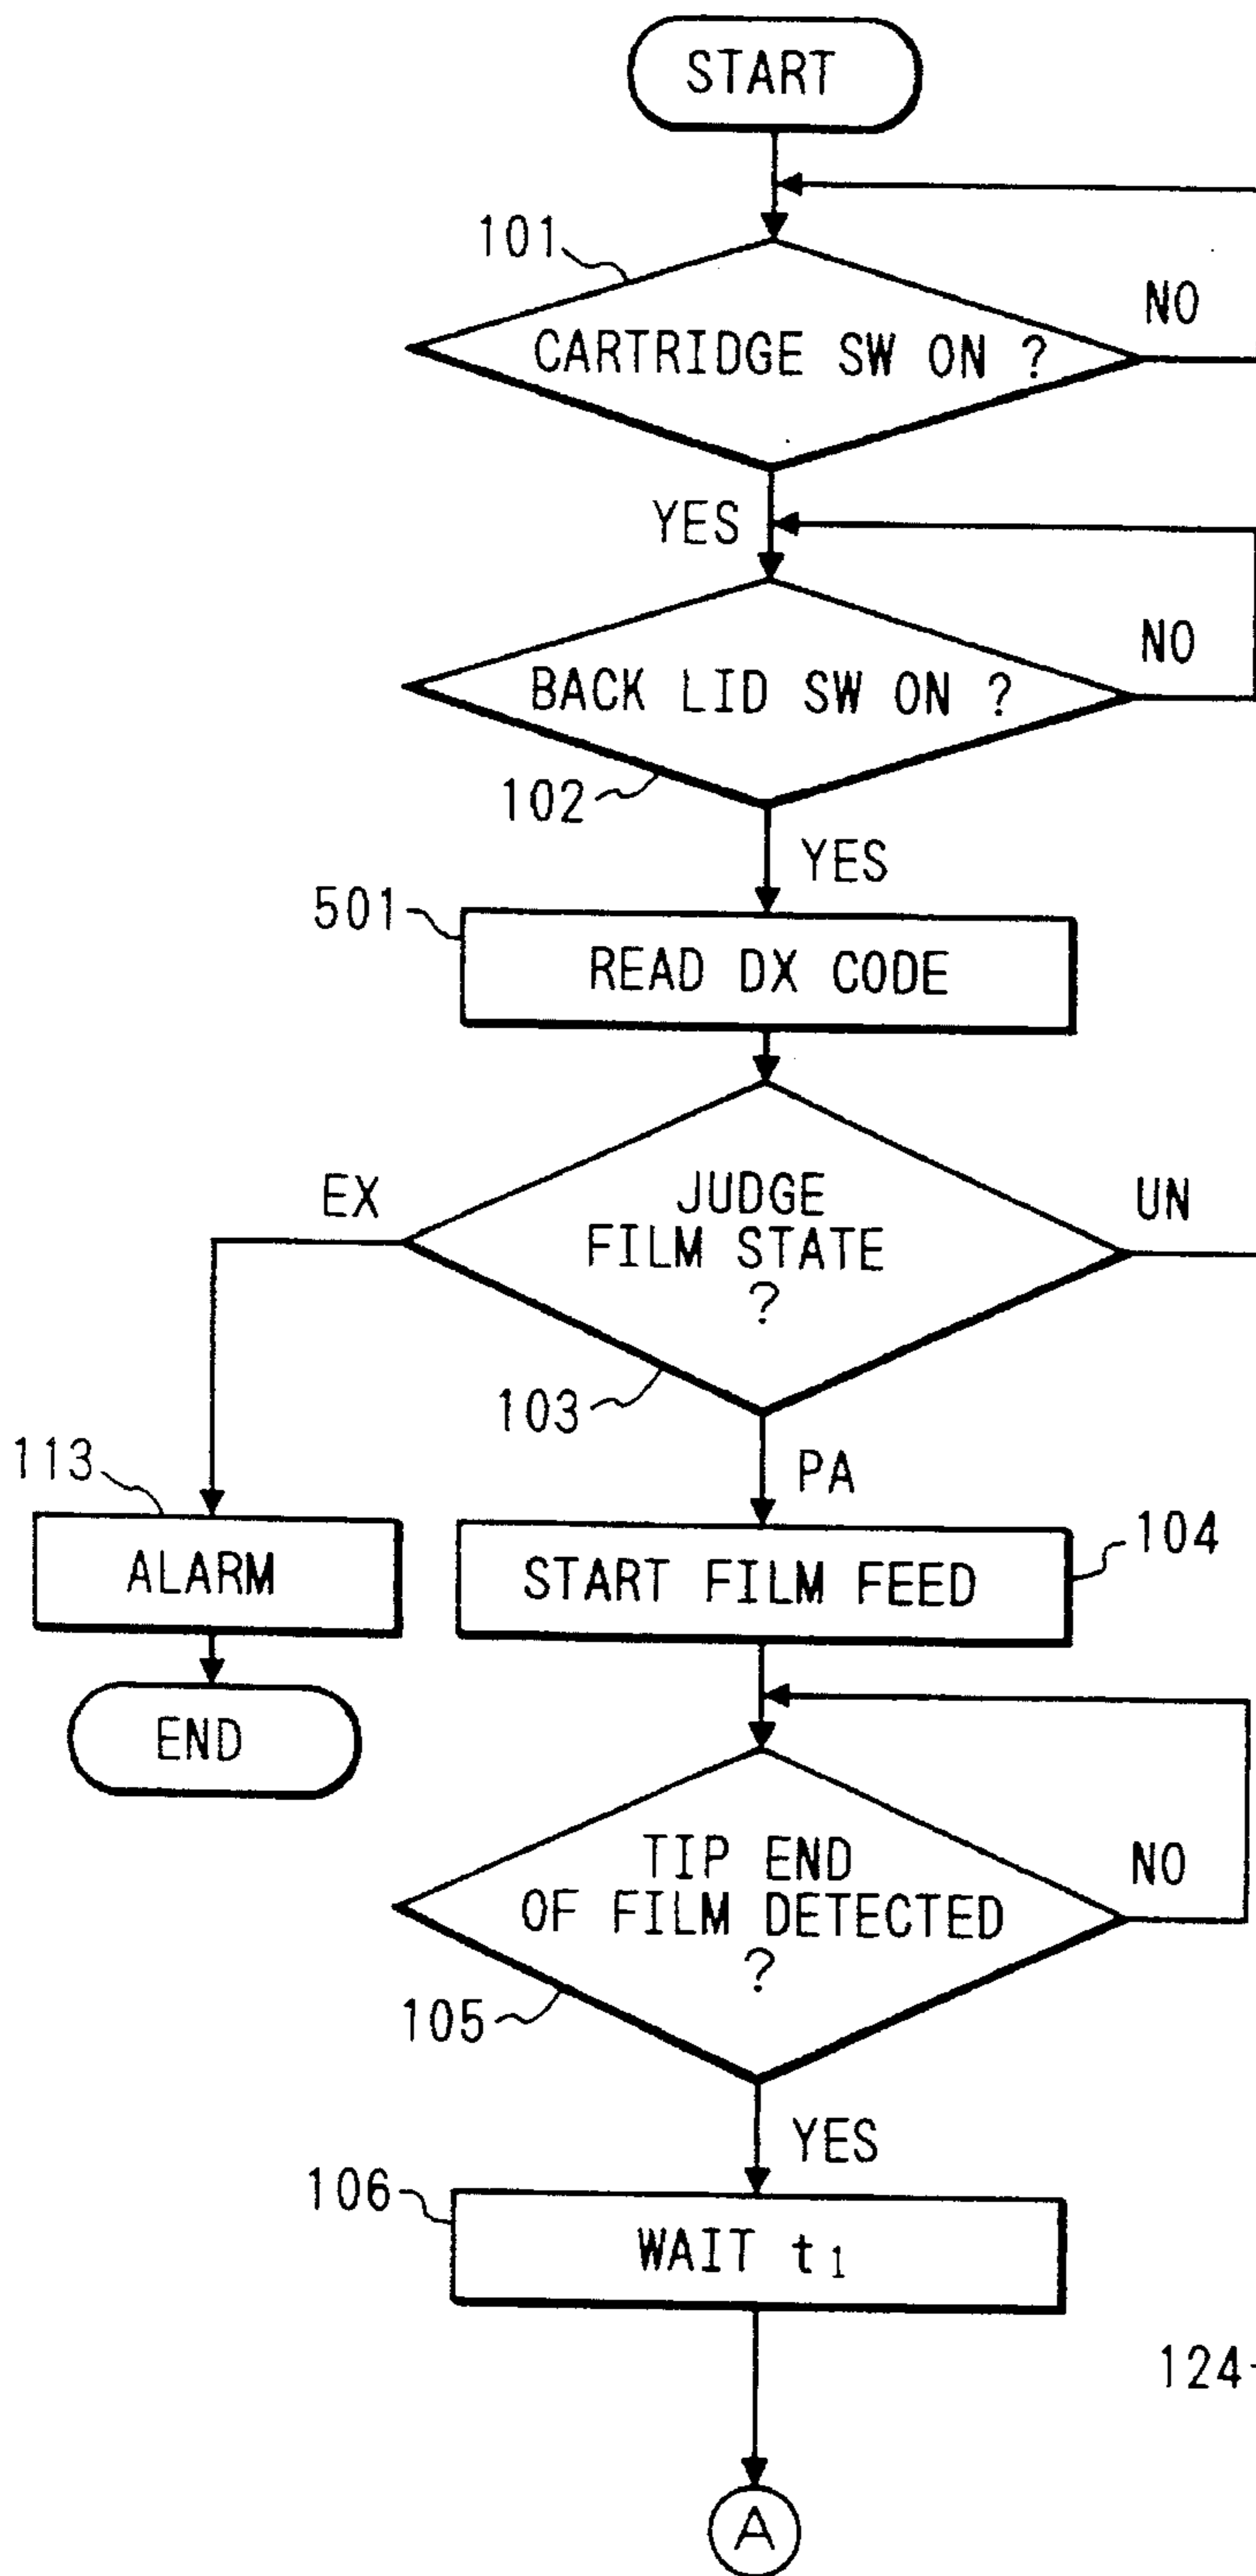 START
101
CARTRIDGE SW ON ?
NO
YES
BACK LID SW ON ?
NO
102
YES
501
READ DX CODE
EX
JUDGE
FILM STATE
?
UN
103
113
PA
ALARM
START FILM FEED
104
END
TIP END
OF FILM DETECTED
?
NO
105
YES
106
WAIT t1
124
A